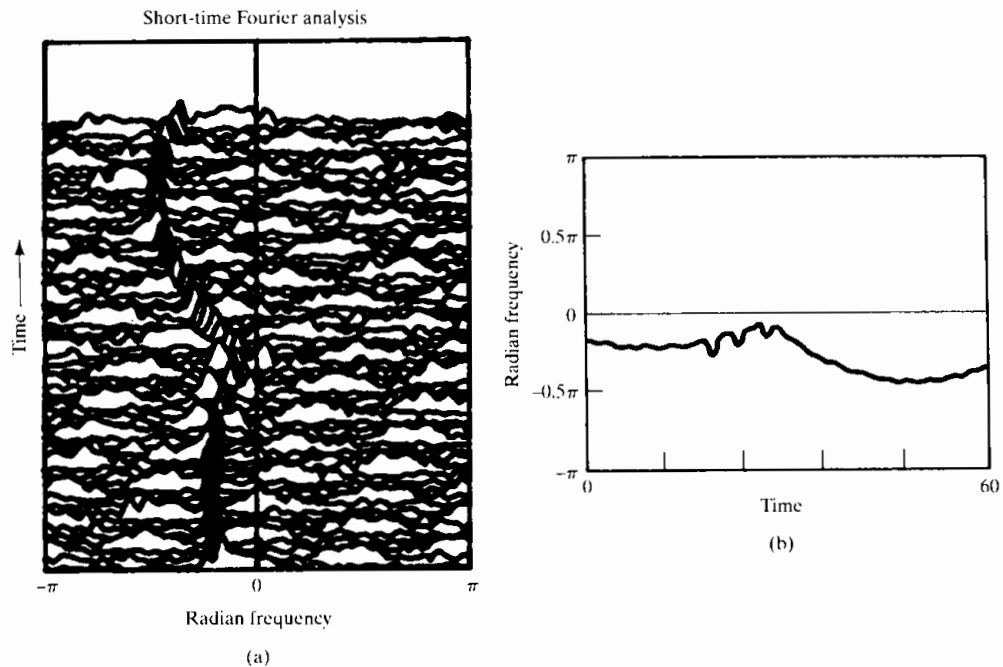 Short-time Fourier analysis
Time
−π
0
π
Radian frequency
(a)
π
0.5π
0
−0.5π
−π
Radian frequency
0
60
Time
(b)